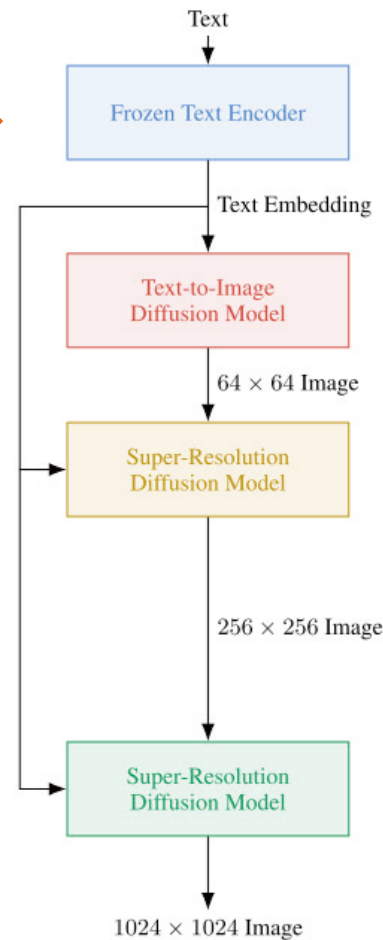 Text
Frozen Text Encoder
Text Embedding
Text-to-Image
Diffusion Model
64 × 64 Image
Super-Resolution
Diffusion Model
256 × 256 Image
Super-Resolution
Diffusion Model
1024 × 1024 Image